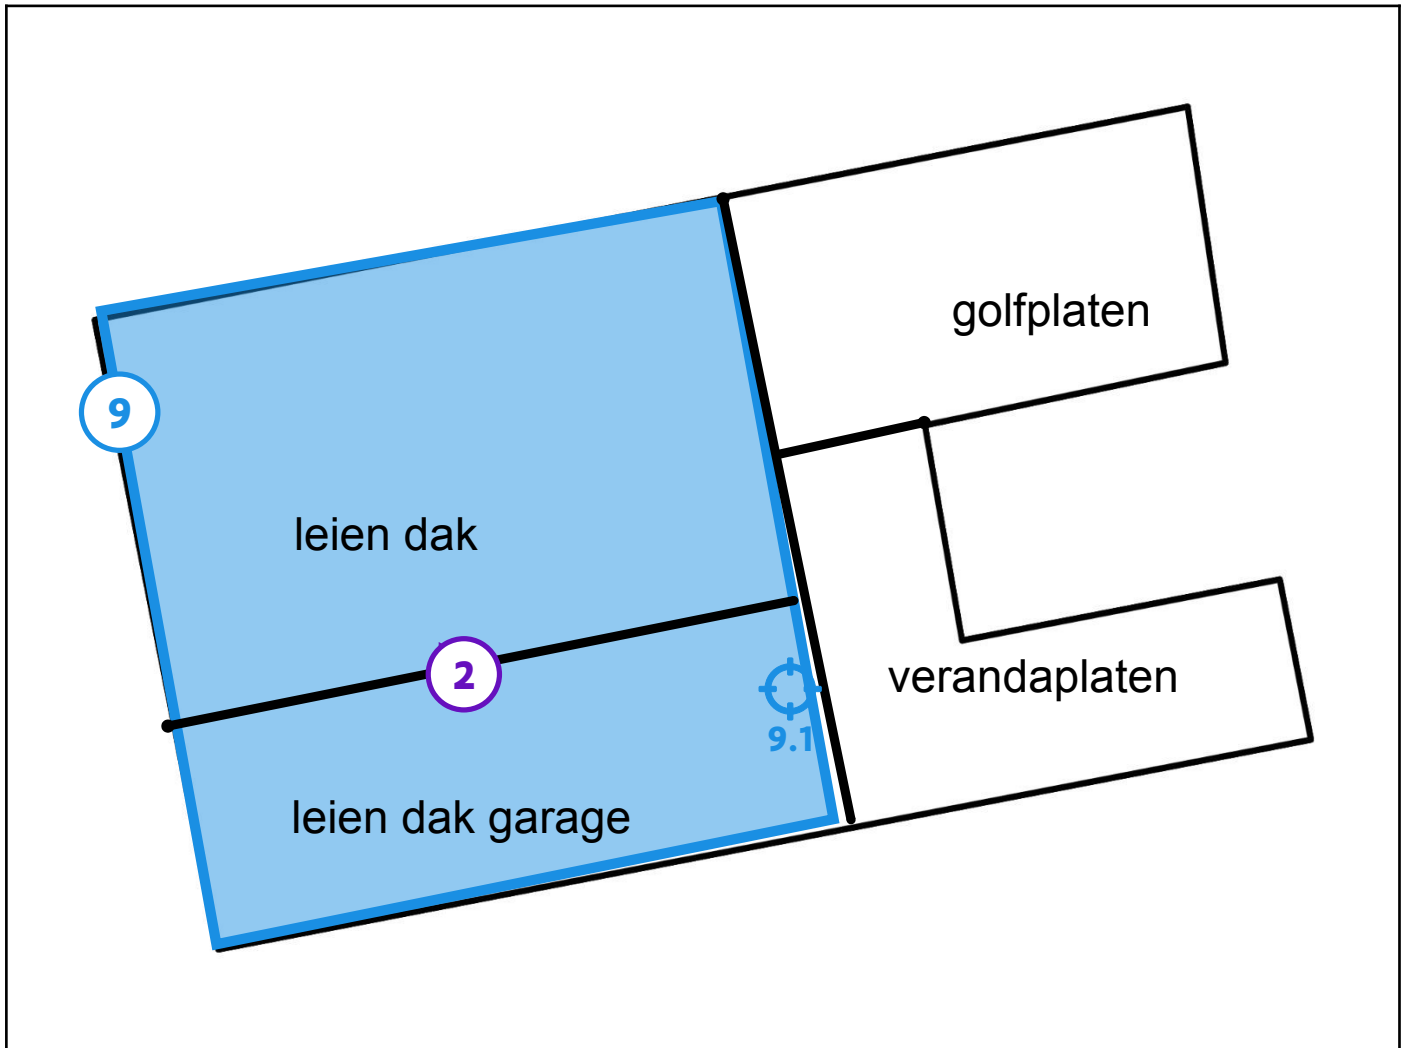 golfplaten
9
leien dak
2
verandaplaten
9.1
leien dak garage